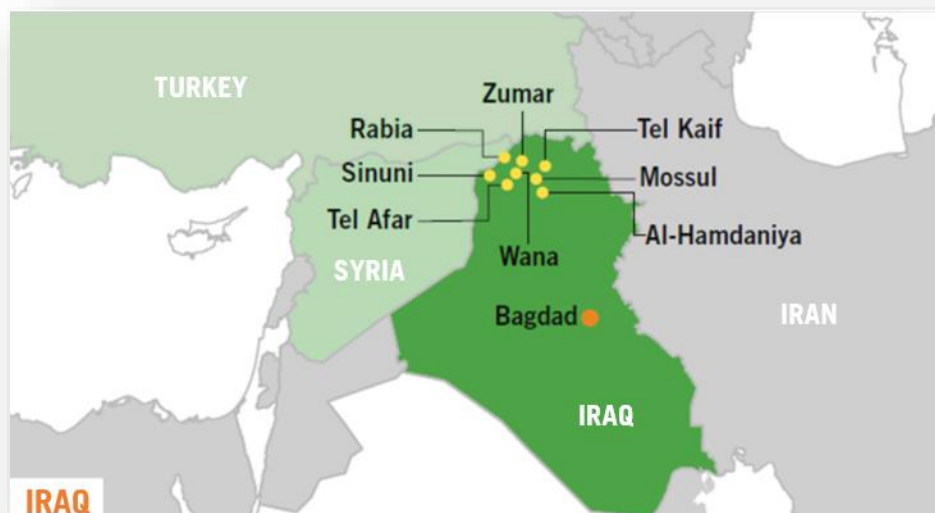 TURKEY
Zumar
Rabia
Tel Kaif
Sinuni
Mossul
Tel Afar
Al-Hamdaniya
Wana
SYRIA
Bagdad
IRAN
IRAQ
IRAQ